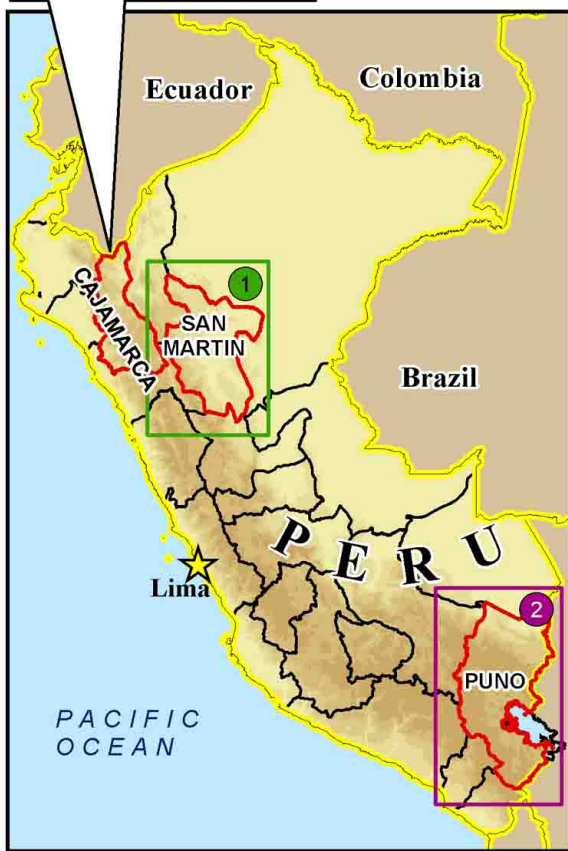 Ecuador
Colombia
CAJAMARCA
1
SAN
MARTIN
Brazil
PERU
Lima
2
PUNO
PACIFIC
OCEAN